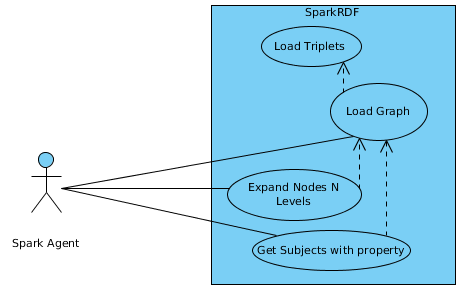 SparkRDF
Load Triplets
Load Graph
Expand Nodes N
Levels
Spark Agent
Get Subjects with property